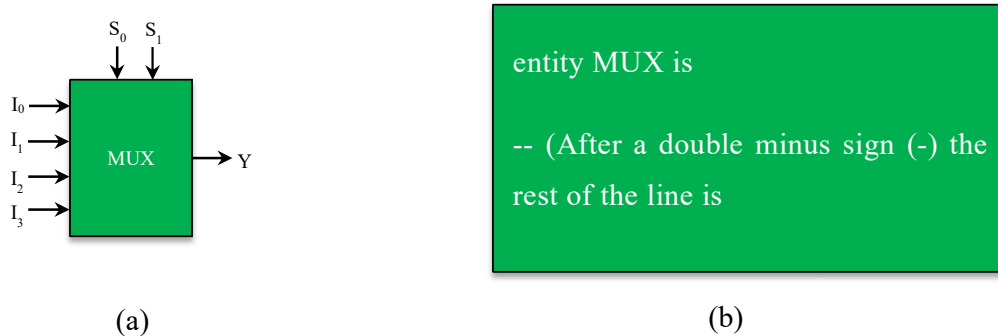 S₀ S₁
I₀
I₁
MUX
Y
I₂
I₃
(a)
entity MUX is
-- (After a double minus sign (-) the
rest of the line is
(b)